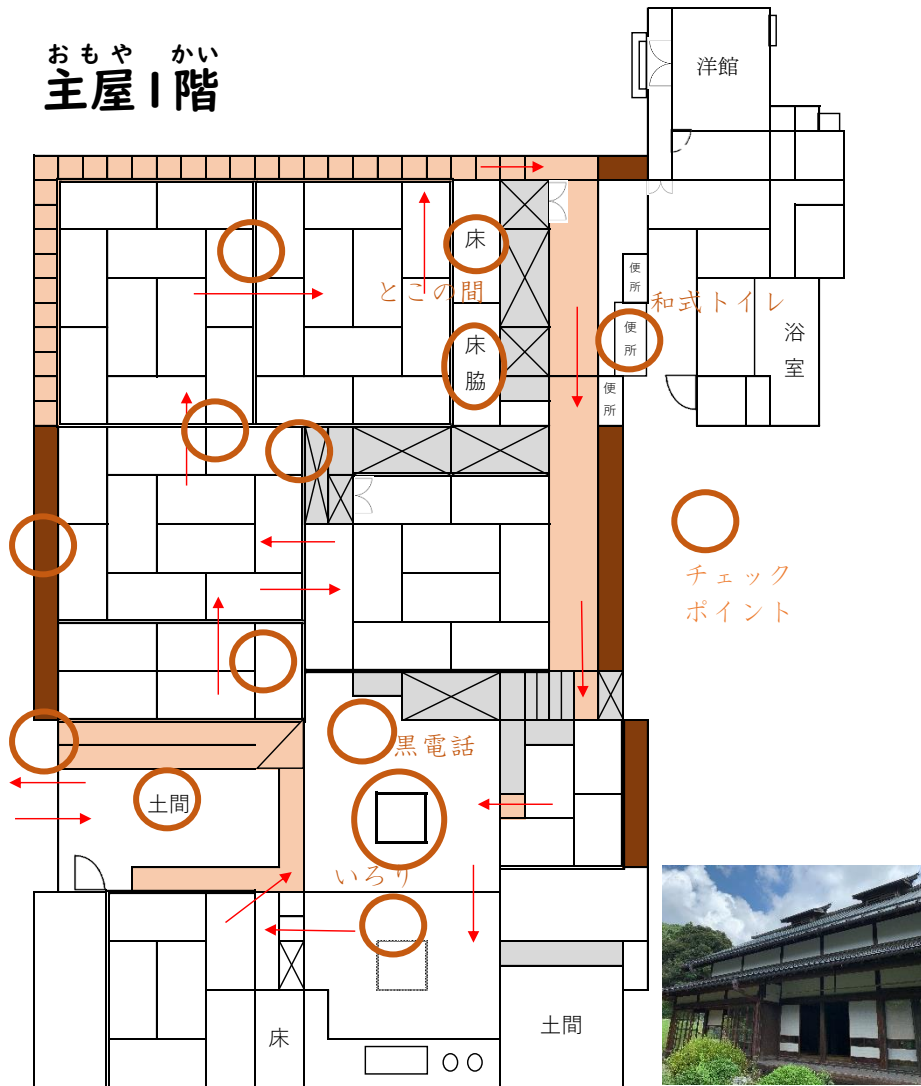 おもや かい
主屋1階
洋館
床
便所
とこの間
和式トイレ
床脇
便所
浴室
便所
チェック
ポイント
黒電話
土間
いろり
床
土間